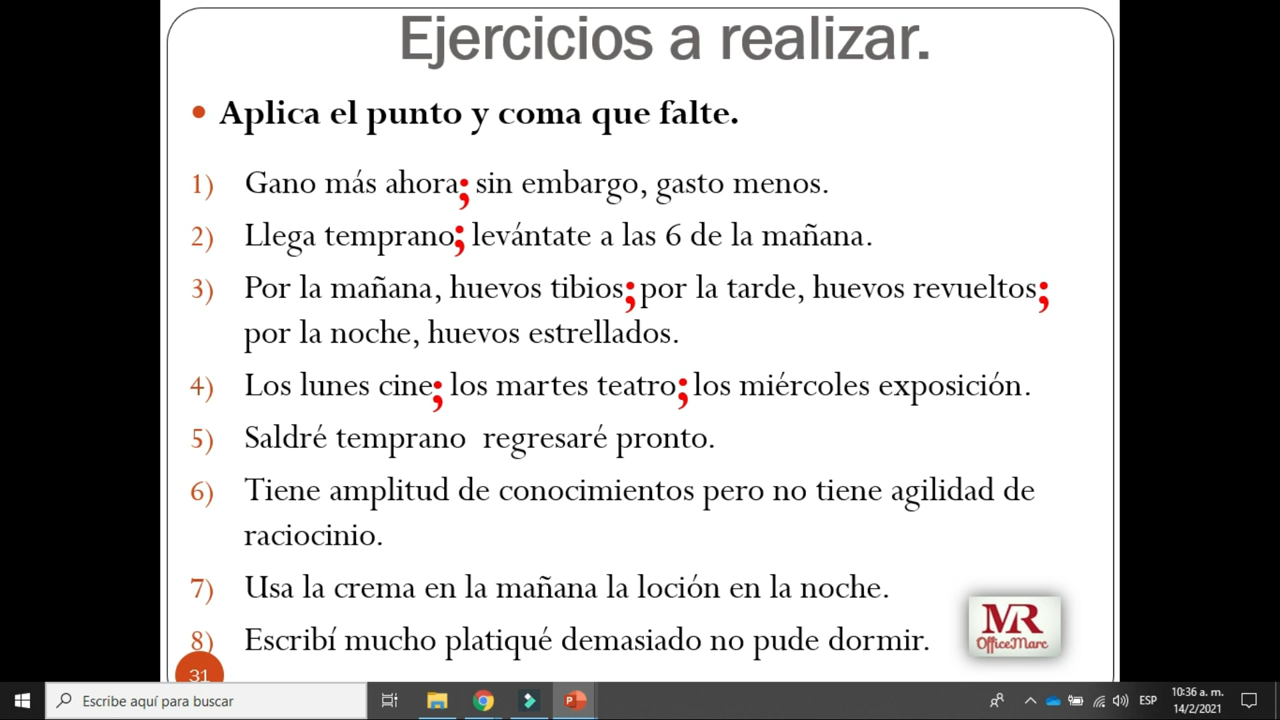 Ejercicios a realizar.
• Aplica el punto y coma que falte.
1) Gano más ahora; sin embargo, gasto menos.
2) Llega temprano; levántate a las 6 de la mañana.
3) Por la mañana, huevos tibios; por la tarde, huevos revueltos;
por la noche, huevos estrellados.
4) Los lunes cine; los martes teatro; los miércoles exposición.
5) Saldré temprano  regresaré pronto.
6) Tiene amplitud de conocimientos pero no tiene agilidad de
raciocinio.
7) Usa la crema en la mañana la loción en la noche.
8) Escribí mucho platiqué demasiado no pude dormir.
MR
OfficeMarc
31
Escribe aquí para buscar
ESP
10:36 a. m.
14/2/2021